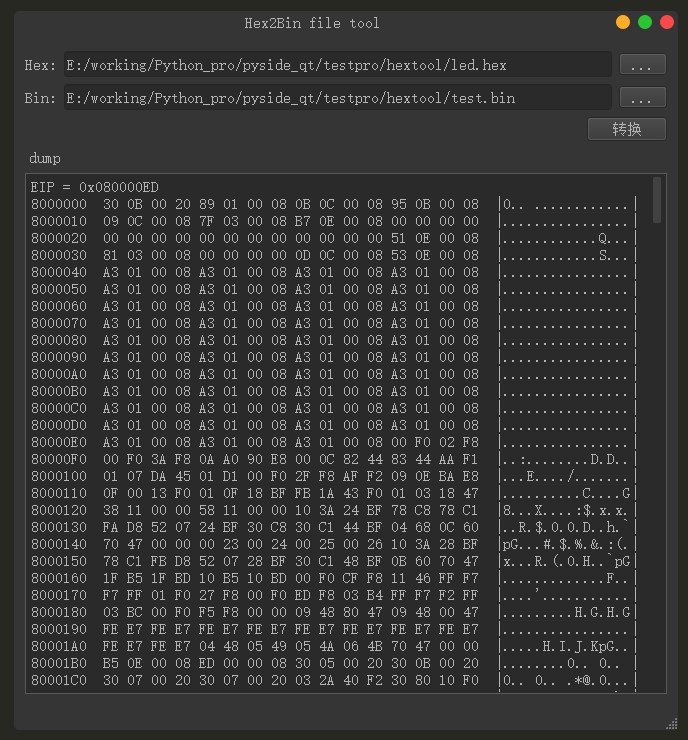 Hex2Bin file tool
Hex: E:/working/Python_pro/pyside_qt/testpro/hextool/led.hex ...
Bin: E:/working/Python_pro/pyside_qt/testpro/hextool/test.bin ...
转换
dump
EIP = 0x080000ED
8000000 30 0B 00 20 89 01 00 08 0B 0C 00 08 95 0B 00 08 |0.. ............|
8000010 09 0C 00 08 7F 03 00 08 B7 0E 00 08 00 00 00 00 |................|
8000020 00 00 00 00 00 00 00 00 00 00 00 00 51 0E 00 08 |............Q...|
8000030 81 03 00 08 00 00 00 00 0D 0C 00 08 53 0E 00 08 |............S...|
8000040 A3 01 00 08 A3 01 00 08 A3 01 00 08 A3 01 00 08 |................|
8000050 A3 01 00 08 A3 01 00 08 A3 01 00 08 A3 01 00 08 |................|
8000060 A3 01 00 08 A3 01 00 08 A3 01 00 08 A3 01 00 08 |................|
8000070 A3 01 00 08 A3 01 00 08 A3 01 00 08 A3 01 00 08 |................|
8000080 A3 01 00 08 A3 01 00 08 A3 01 00 08 A3 01 00 08 |................|
8000090 A3 01 00 08 A3 01 00 08 A3 01 00 08 A3 01 00 08 |................|
80000A0 A3 01 00 08 A3 01 00 08 A3 01 00 08 A3 01 00 08 |................|
80000B0 A3 01 00 08 A3 01 00 08 A3 01 00 08 A3 01 00 08 |................|
80000C0 A3 01 00 08 A3 01 00 08 A3 01 00 08 A3 01 00 08 |................|
80000D0 A3 01 00 08 A3 01 00 08 A3 01 00 08 A3 01 00 08 |................|
80000E0 A3 01 00 08 A3 01 00 08 A3 01 00 08 00 F0 02 F8 |................|
80000F0 00 F0 3A F8 0A A0 90 E8 00 0C 82 44 83 44 AA F1 |..:........D.D..|
8000100 01 07 DA 45 01 D1 00 F0 2F F8 AF F2 09 0E BA E8 |...E..../.......|
8000110 0F 00 13 F0 01 0F 18 BF FB 1A 43 F0 01 03 18 47 |..........C....G|
8000120 38 11 00 00 58 11 00 00 10 3A 24 BF 78 C8 78 C1 |8...X....:$.x.x.|
8000130 FA D8 52 07 24 BF 30 C8 30 C1 44 BF 04 68 0C 60 |..R.$.0.0.D..h.`|
8000140 70 47 00 00 00 23 00 24 00 25 00 26 10 3A 28 BF |pG...#.$.%.&.:(.|
8000150 78 C1 FB D8 52 07 28 BF 30 C1 48 BF 0B 60 70 47 |x...R.(.0.H..`pG|
8000160 1F B5 1F BD 10 B5 10 BD 00 F0 CF F8 11 46 FF F7 |.............F..|
8000170 F7 FF 01 F0 27 F8 00 F0 ED F8 03 B4 FF F7 F2 FF |....'...........|
8000180 03 BC 00 F0 F5 F8 00 00 09 48 80 47 09 48 00 47 |.........H.G.H.G|
8000190 FE E7 FE E7 FE E7 FE E7 FE E7 FE E7 FE E7 FE E7 |................|
80001A0 FE E7 FE E7 04 48 05 49 05 4A 06 4B 70 47 00 00 |.....H.I.J.KpG..|
80001B0 B5 0E 00 08 ED 00 00 08 30 05 00 20 30 0B 00 20 |........0.. 0.. |
80001C0 30 07 00 20 30 07 00 20 03 2A 40 F2 30 80 10 F0 |0.. 0.. .*@.0...|